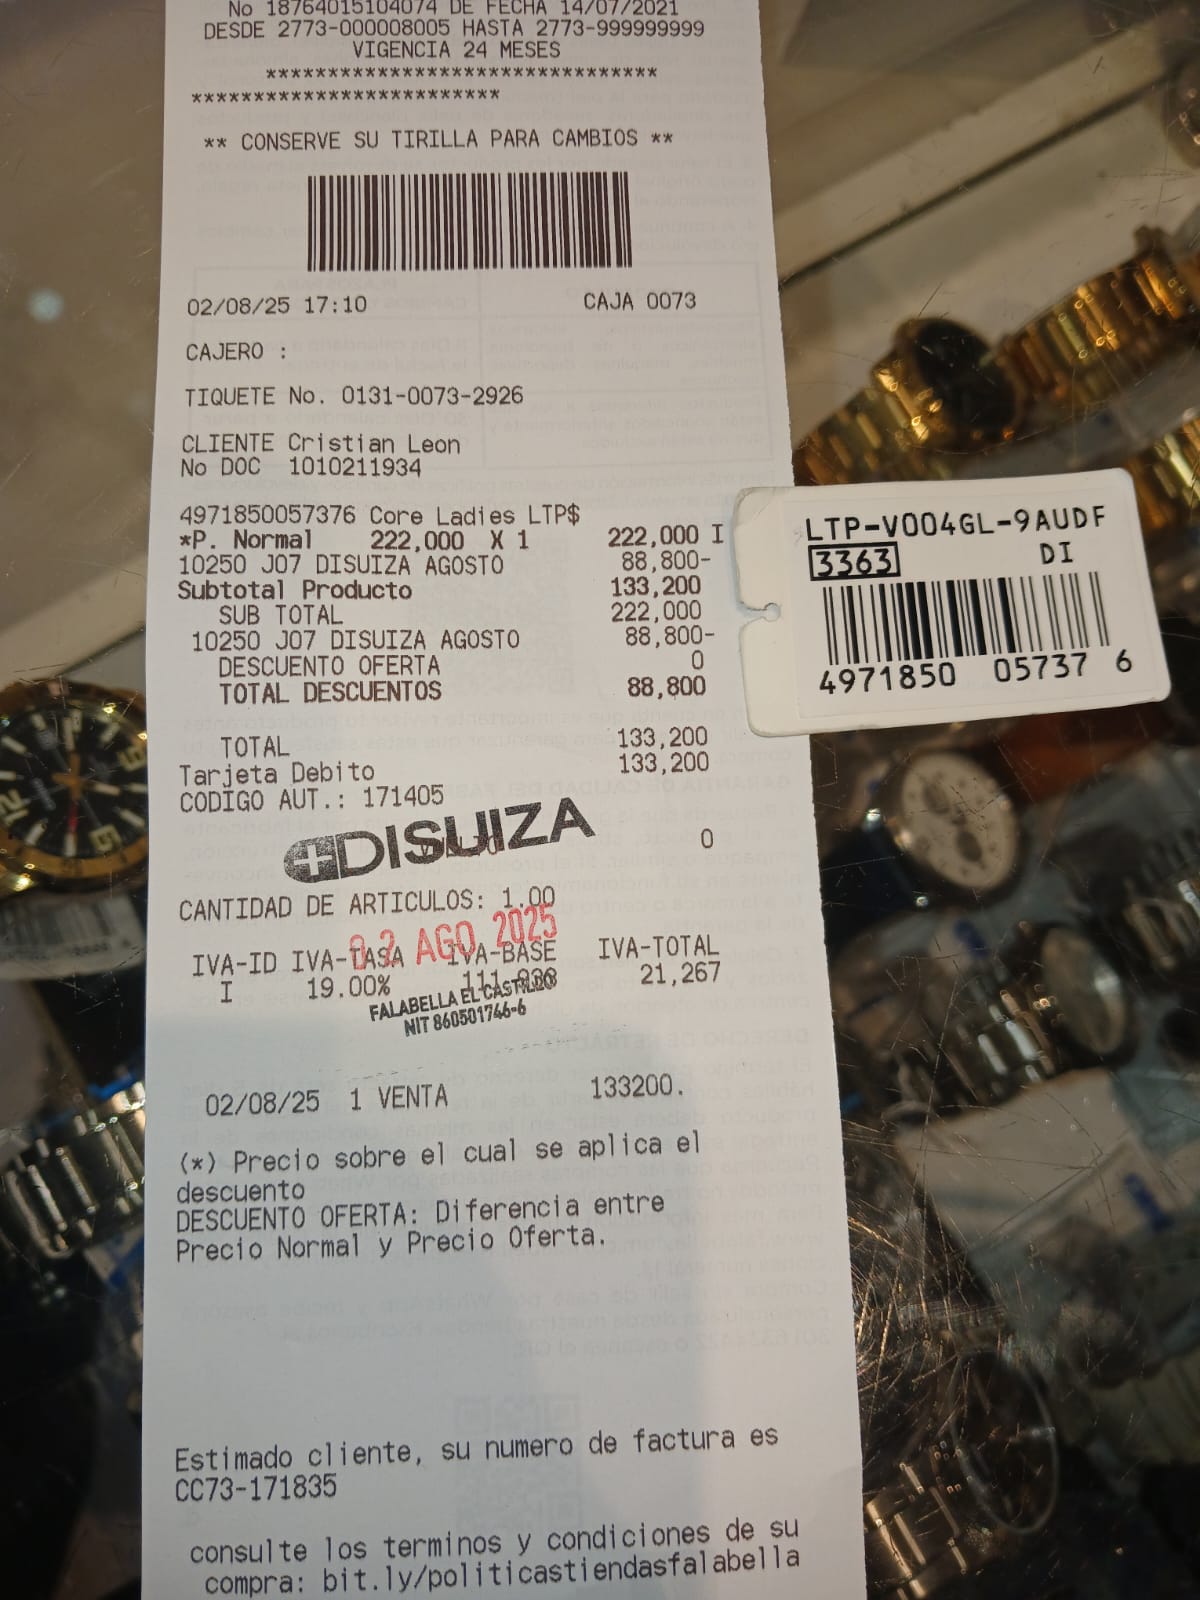 No 18764015104074 DE FECHA 14/07/2021
DESDE 2773-000008005 HASTA 2773-999999999
VIGENCIA 24 MESES
********************************
*************************
** CONSERVE SU TIRILLA PARA CAMBIOS **
02/08/25 17:10 CAJA 0073
CAJERO :
TIQUETE No. 0131-0073-2926
CLIENTE Cristian Leon
No DOC 1010211934
4971850057376 Core Ladies LTP$
*P. Normal 222,000 X 1 222,000 I
10250 J07 DISUIZA AGOSTO 88,800-
Subtotal Producto 133,200
SUB TOTAL 222,000
10250 J07 DISUIZA AGOSTO 88,800-
DESCUENTO OFERTA 0
TOTAL DESCUENTOS 88,800
TOTAL 133,200
Tarjeta Debito 133,200
CODIGO AUT.: 171405
DISUIZA
0
CANTIDAD DE ARTICULOS: 1.00
02 AGO 2025
IVA-ID IVA-TASA IVA-BASE IVA-TOTAL
I 19.00% 21,267
FALABELLA EL CASTILLO
NIT 860501746-6
02/08/25 1 VENTA 133200.
(*) Precio sobre el cual se aplica el
descuento
DESCUENTO OFERTA: Diferencia entre
Precio Normal y Precio Oferta.
Estimado cliente, su numero de factura es
CC73-171835
consulte los terminos y condiciones de su
compra: bit.ly/politicastiendasfalabella
LTP-V004GL-9AUDF
3363 DI
4971850 05737 6